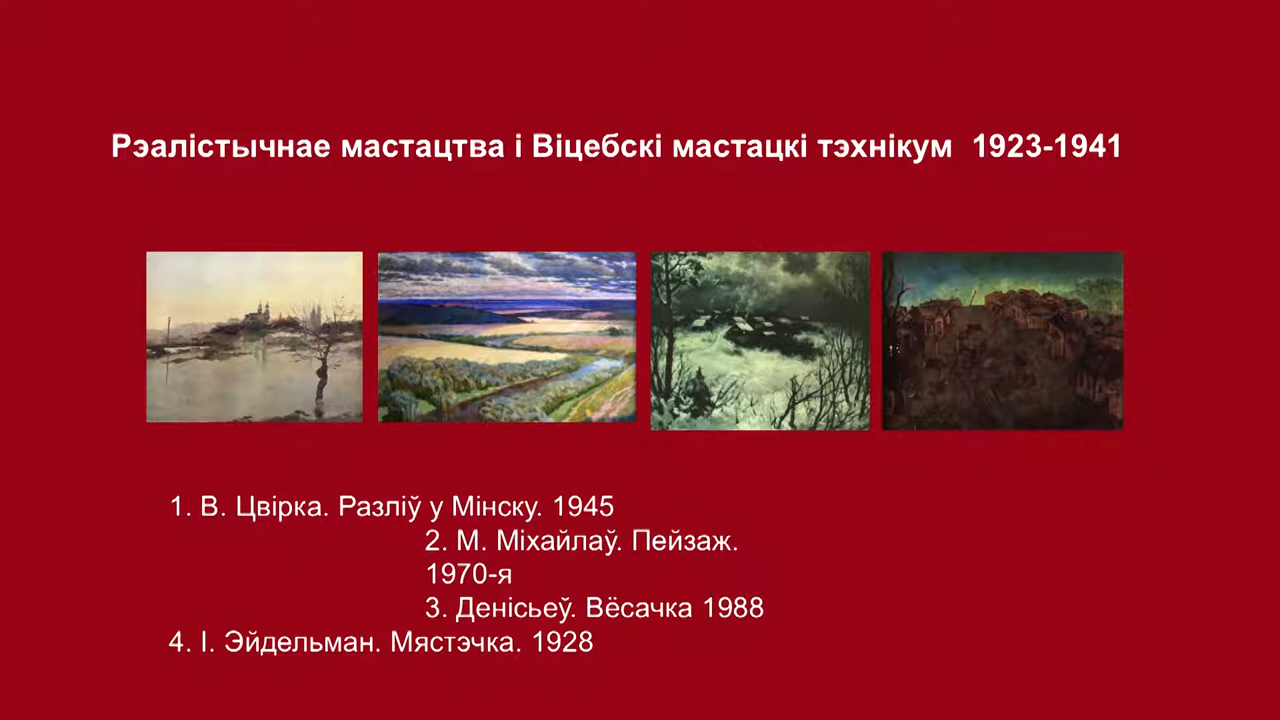 Рэалістычнае мастацтва і Віцебскі мастацкі тэхнікум 1923-1941
1. В. Цвірка. Разліў у Мінску. 1945
2. М. Міхайлаў. Пейзаж.
1970-я
3. Денісьеў. Вёсачка 1988
4. І. Эйдельман. Мястэчка. 1928